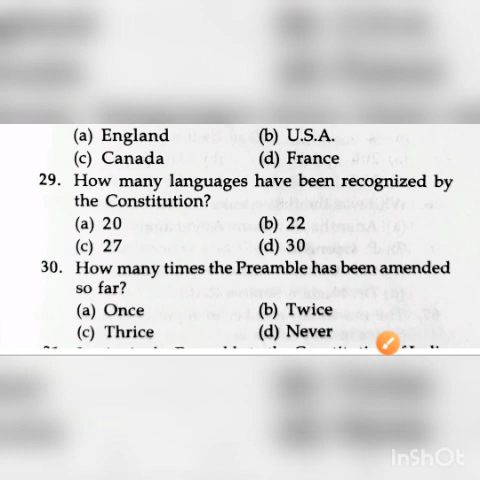 (a) England (b) U.S.A.
(c) Canada (d) France
29. How many languages have been recognized by
the Constitution?
(a) 20 (b) 22
(c) 27 (d) 30
30. How many times the Preamble has been amended
so far?
(a) Once (b) Twice
(c) Thrice (d) Never
InShOt